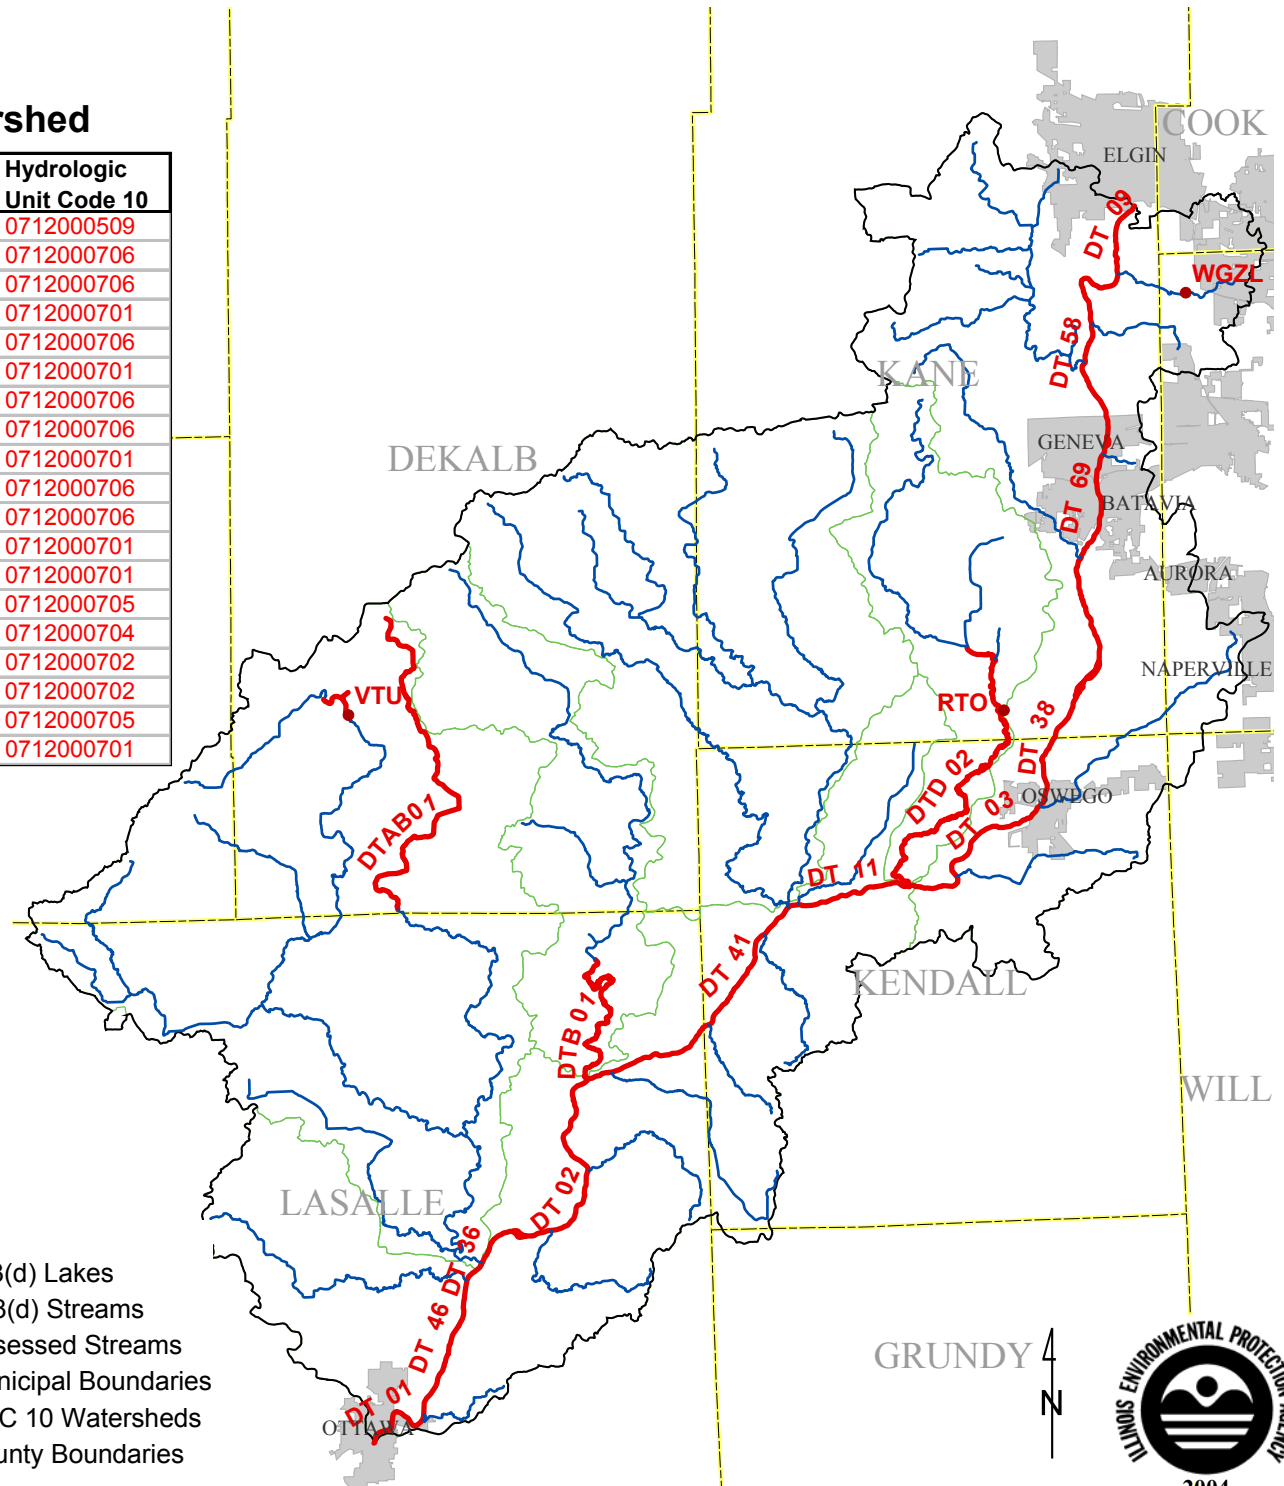 rshed
Hydrologic
Unit Code 10
0712000509
0712000706
0712000706
0712000701
0712000706
0712000701
0712000706
0712000706
0712000701
0712000706
0712000706
0712000701
0712000701
0712000705
0712000704
0712000702
0712000702
0712000705
0712000701
COOK
ELGIN
DT 09
WGZL
DT 58
KANE
GENEVA
DEKALB
DT 69
BATAVIA
AURORA
NAPERVILLE
VTU
RTO
DT 38
DTD 02
OSWEGO
DT 03
DTAB01
DT 11
DT 41
KENDALL
DTB 01
WILL
LASALLE
DT 02
DT 36
DT 46
DT 01
OTTAWA
GRUNDY
N
3(d) Lakes
3(d) Streams
sessed Streams
nicipal Boundaries
C 10 Watersheds
unty Boundaries
ILLINOIS ENVIRONMENTAL PROTECTION AGENCY
2004